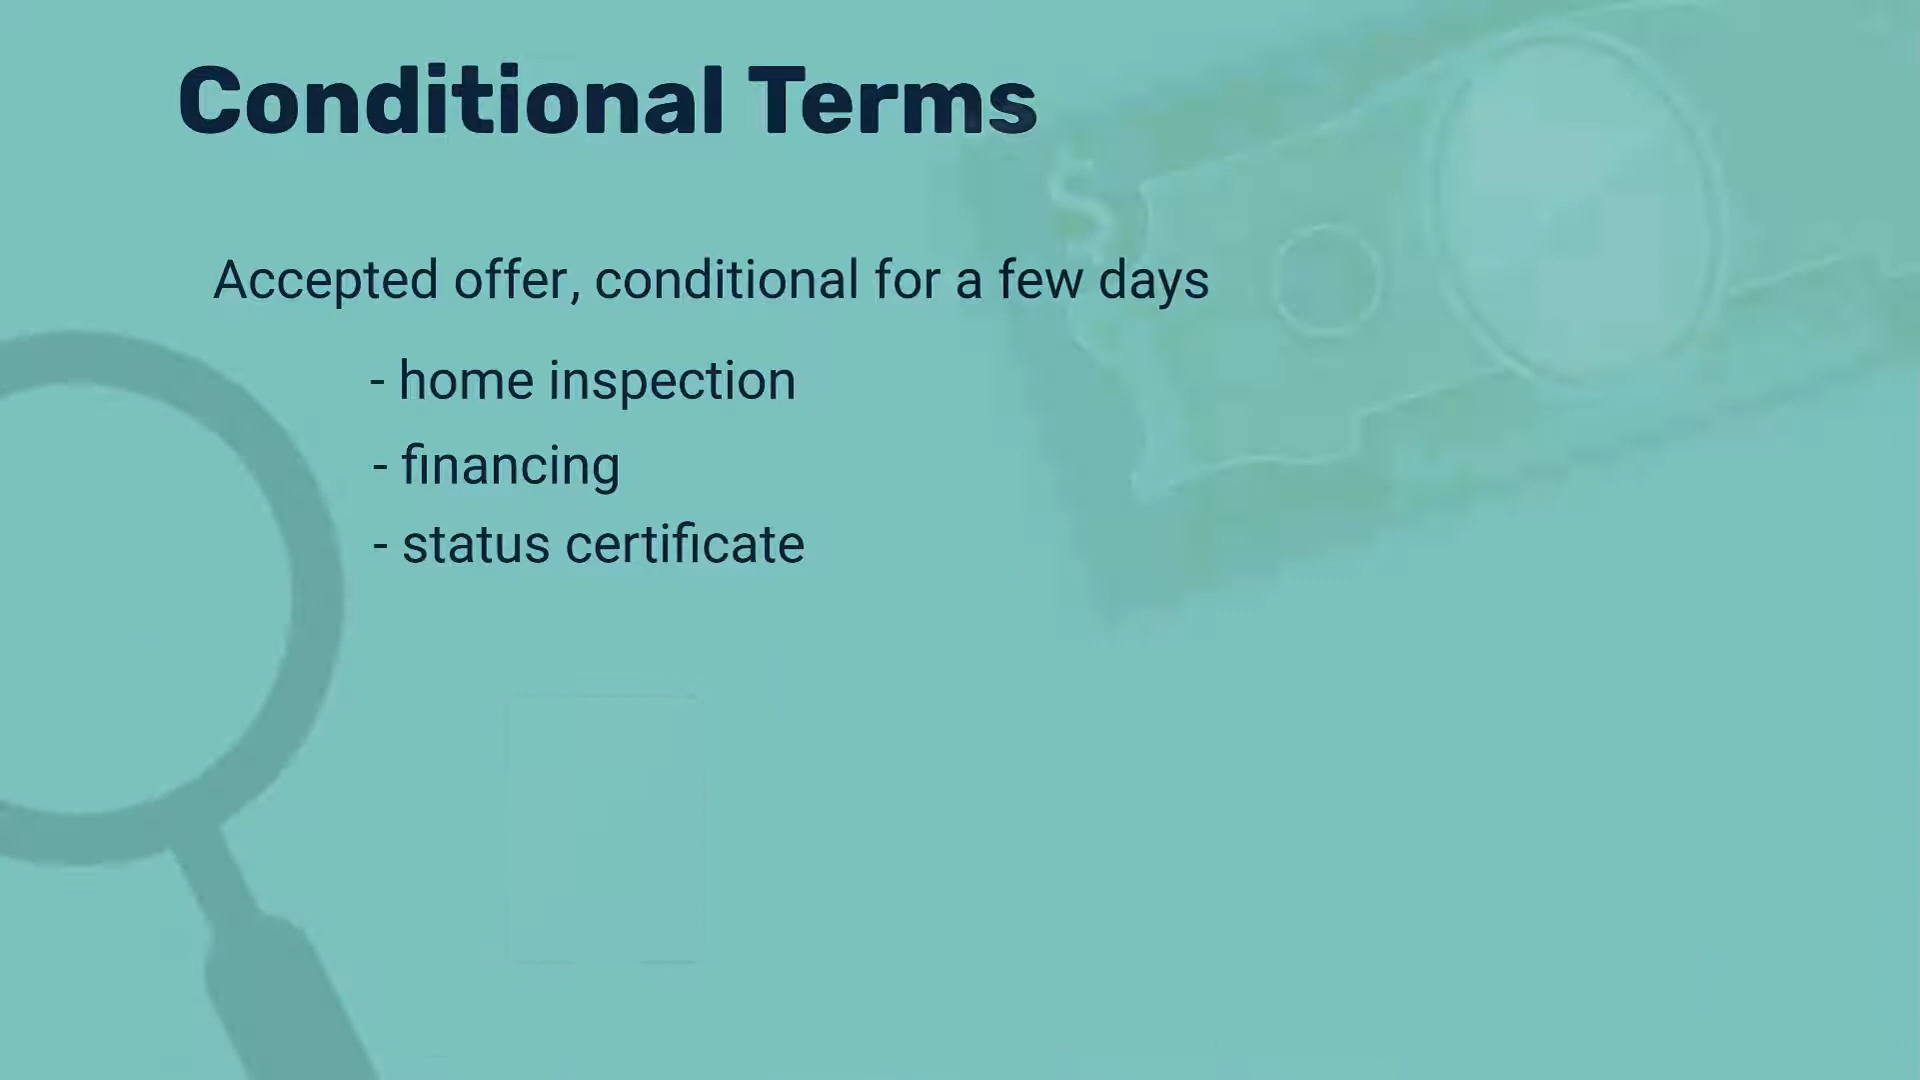 Conditional Terms
$
Accepted offer, conditional for a few days
- home inspection
- financing
- status certificate